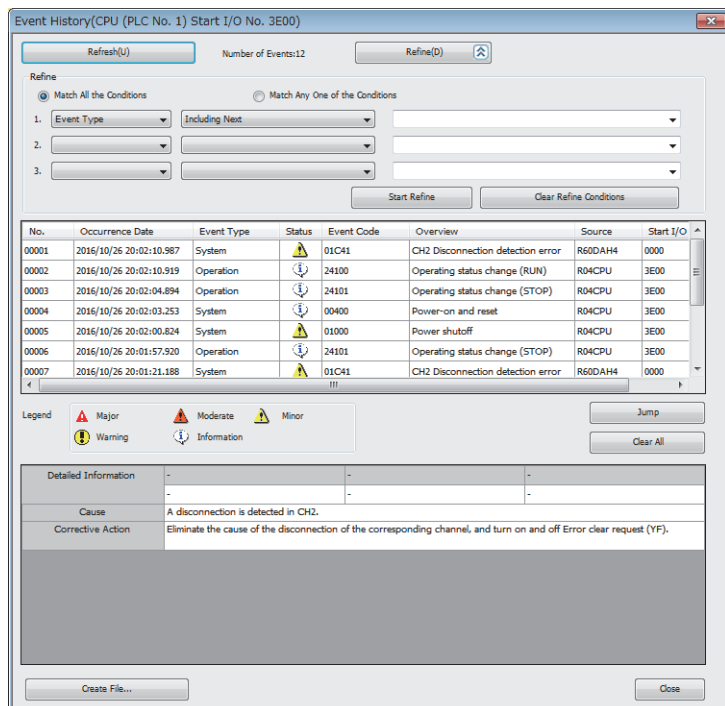 Event History(CPU (PLC No. 1) Start I/O No. 3E00)
Refresh(U) Number of Events:12 Refine(D)
Refine
Match All the Conditions Match Any One of the Conditions
1. Event Type Including Next
2.
3.
Start Refine Clear Refine Conditions
No. Occurrence Date Event Type Status Event Code Overview Source Start I/O
00001 2016/10/26 20:02:10.987 System 01C41 CH2 Disconnection detection error R60DAH4 0000
00002 2016/10/26 20:02:10.919 Operation 24100 Operating status change (RUN) R04CPU 3E00
00003 2016/10/26 20:02:04.894 Operation 24101 Operating status change (STOP) R04CPU 3E00
00004 2016/10/26 20:02:03.253 System 00400 Power-on and reset R04CPU 3E00
00005 2016/10/26 20:02:00.824 System 01000 Power shutoff R04CPU 3E00
00006 2016/10/26 20:01:57.920 Operation 24101 Operating status change (STOP) R04CPU 3E00
00007 2016/10/26 20:01:21.188 System 01C41 CH2 Disconnection detection error R60DAH4 0000
Legend Major Moderate Minor
Warning Information
Jump
Clear All
Detailed Information - - -
- - -
Cause A disconnection is detected in CH2.
Corrective Action Eliminate the cause of the disconnection of the corresponding channel, and turn on and off Error clear request (YF).
Create File... Close